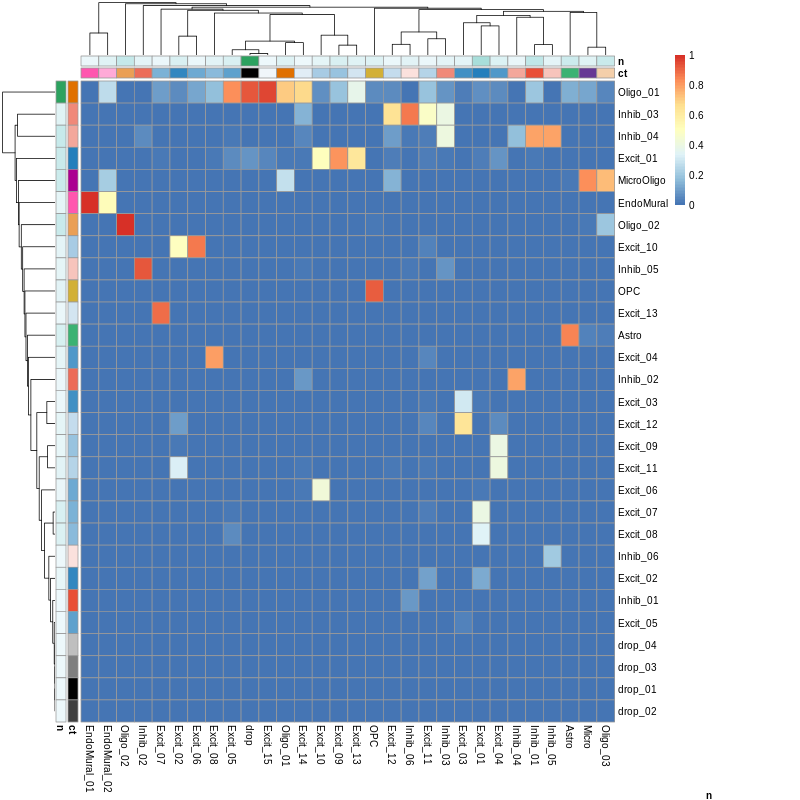 n
ct
1
0.8
0.6
0.4
0.2
0
Oligo_01
Inhib_03
Inhib_04
Excit_01
MicroOligo
EndoMural
Oligo_02
Excit_10
Inhib_05
OPC
Excit_13
Astro
Excit_04
Inhib_02
Excit_03
Excit_12
Excit_09
Excit_11
Excit_06
Excit_07
Excit_08
Inhib_06
Excit_02
Inhib_01
Excit_05
drop_04
drop_03
drop_01
drop_02
n
ct
EndoMural_01
EndoMural_02
Oligo_02
Inhib_02
Excit_07
Excit_02
Excit_06
Excit_08
Excit_05
drop
Excit_15
Oligo_01
Excit_14
Excit_10
Excit_09
Excit_13
OPC
Excit_12
Inhib_06
Excit_11
Inhib_03
Excit_03
Excit_01
Excit_04
Inhib_04
Inhib_01
Inhib_05
Astro
Micro
Oligo_03
n